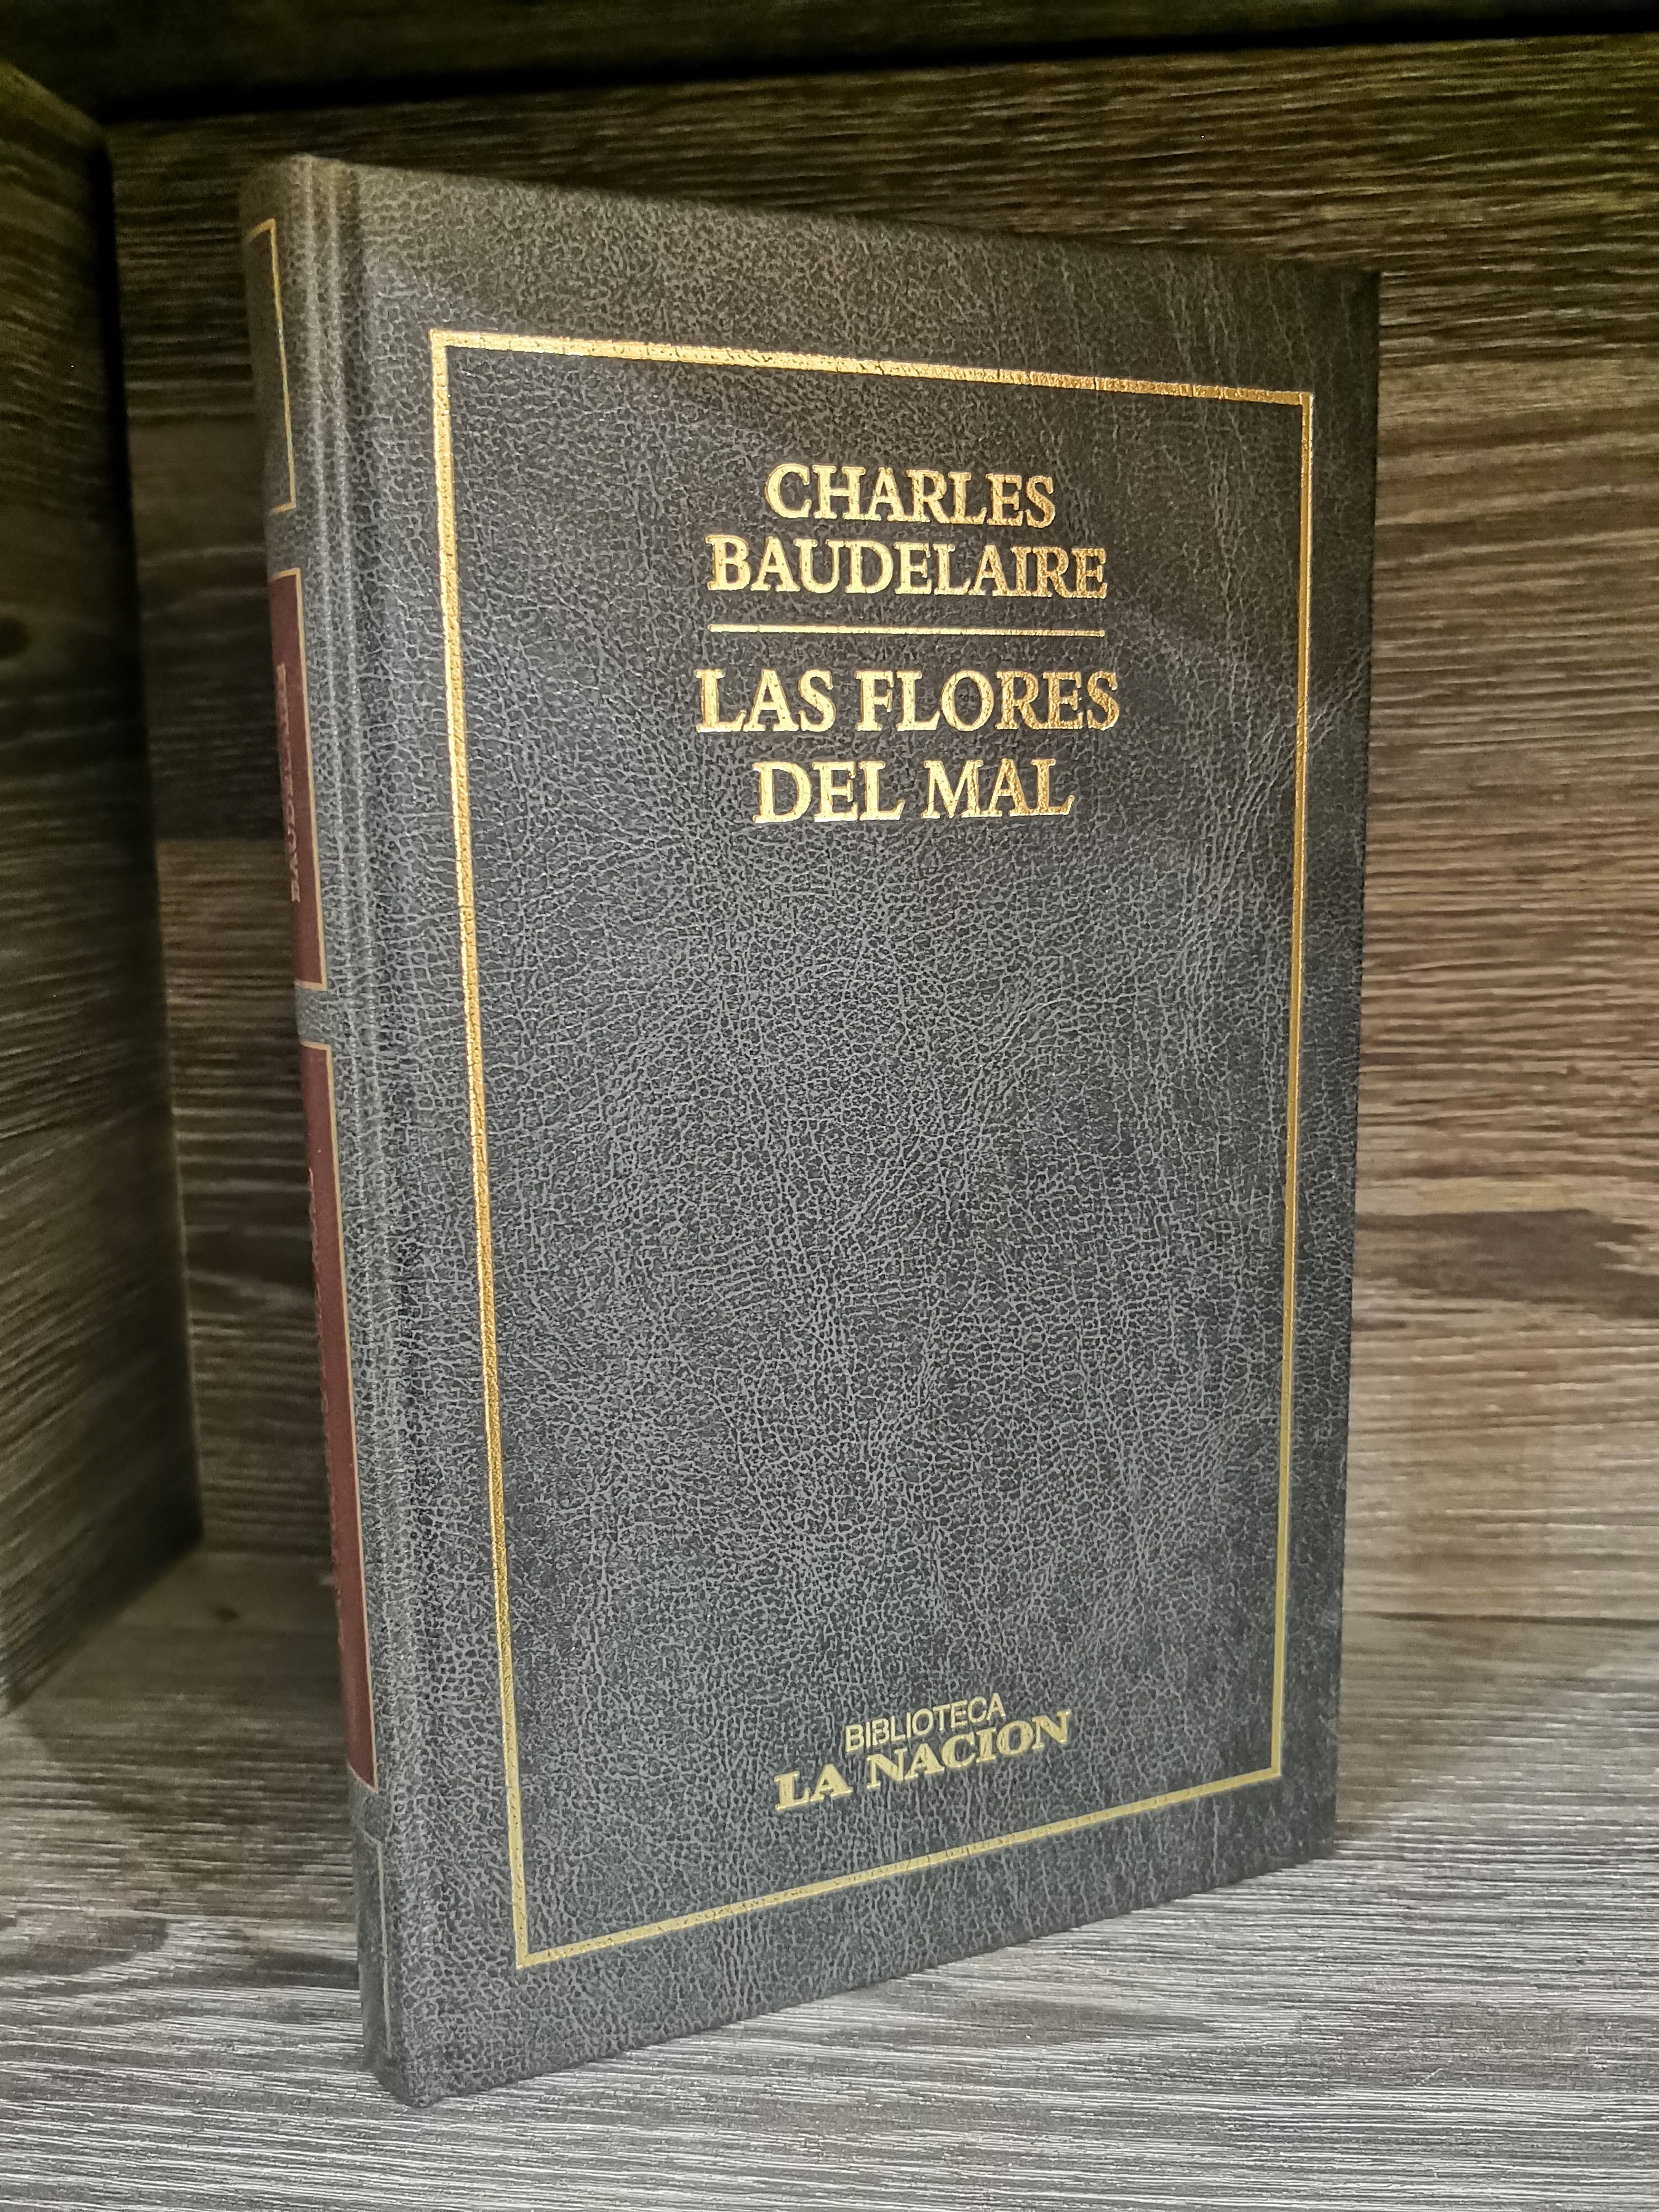 CHARLES
BAUDELAIRE
LAS FLORES
DEL MAL
BIBLIOTECA
LA NACION